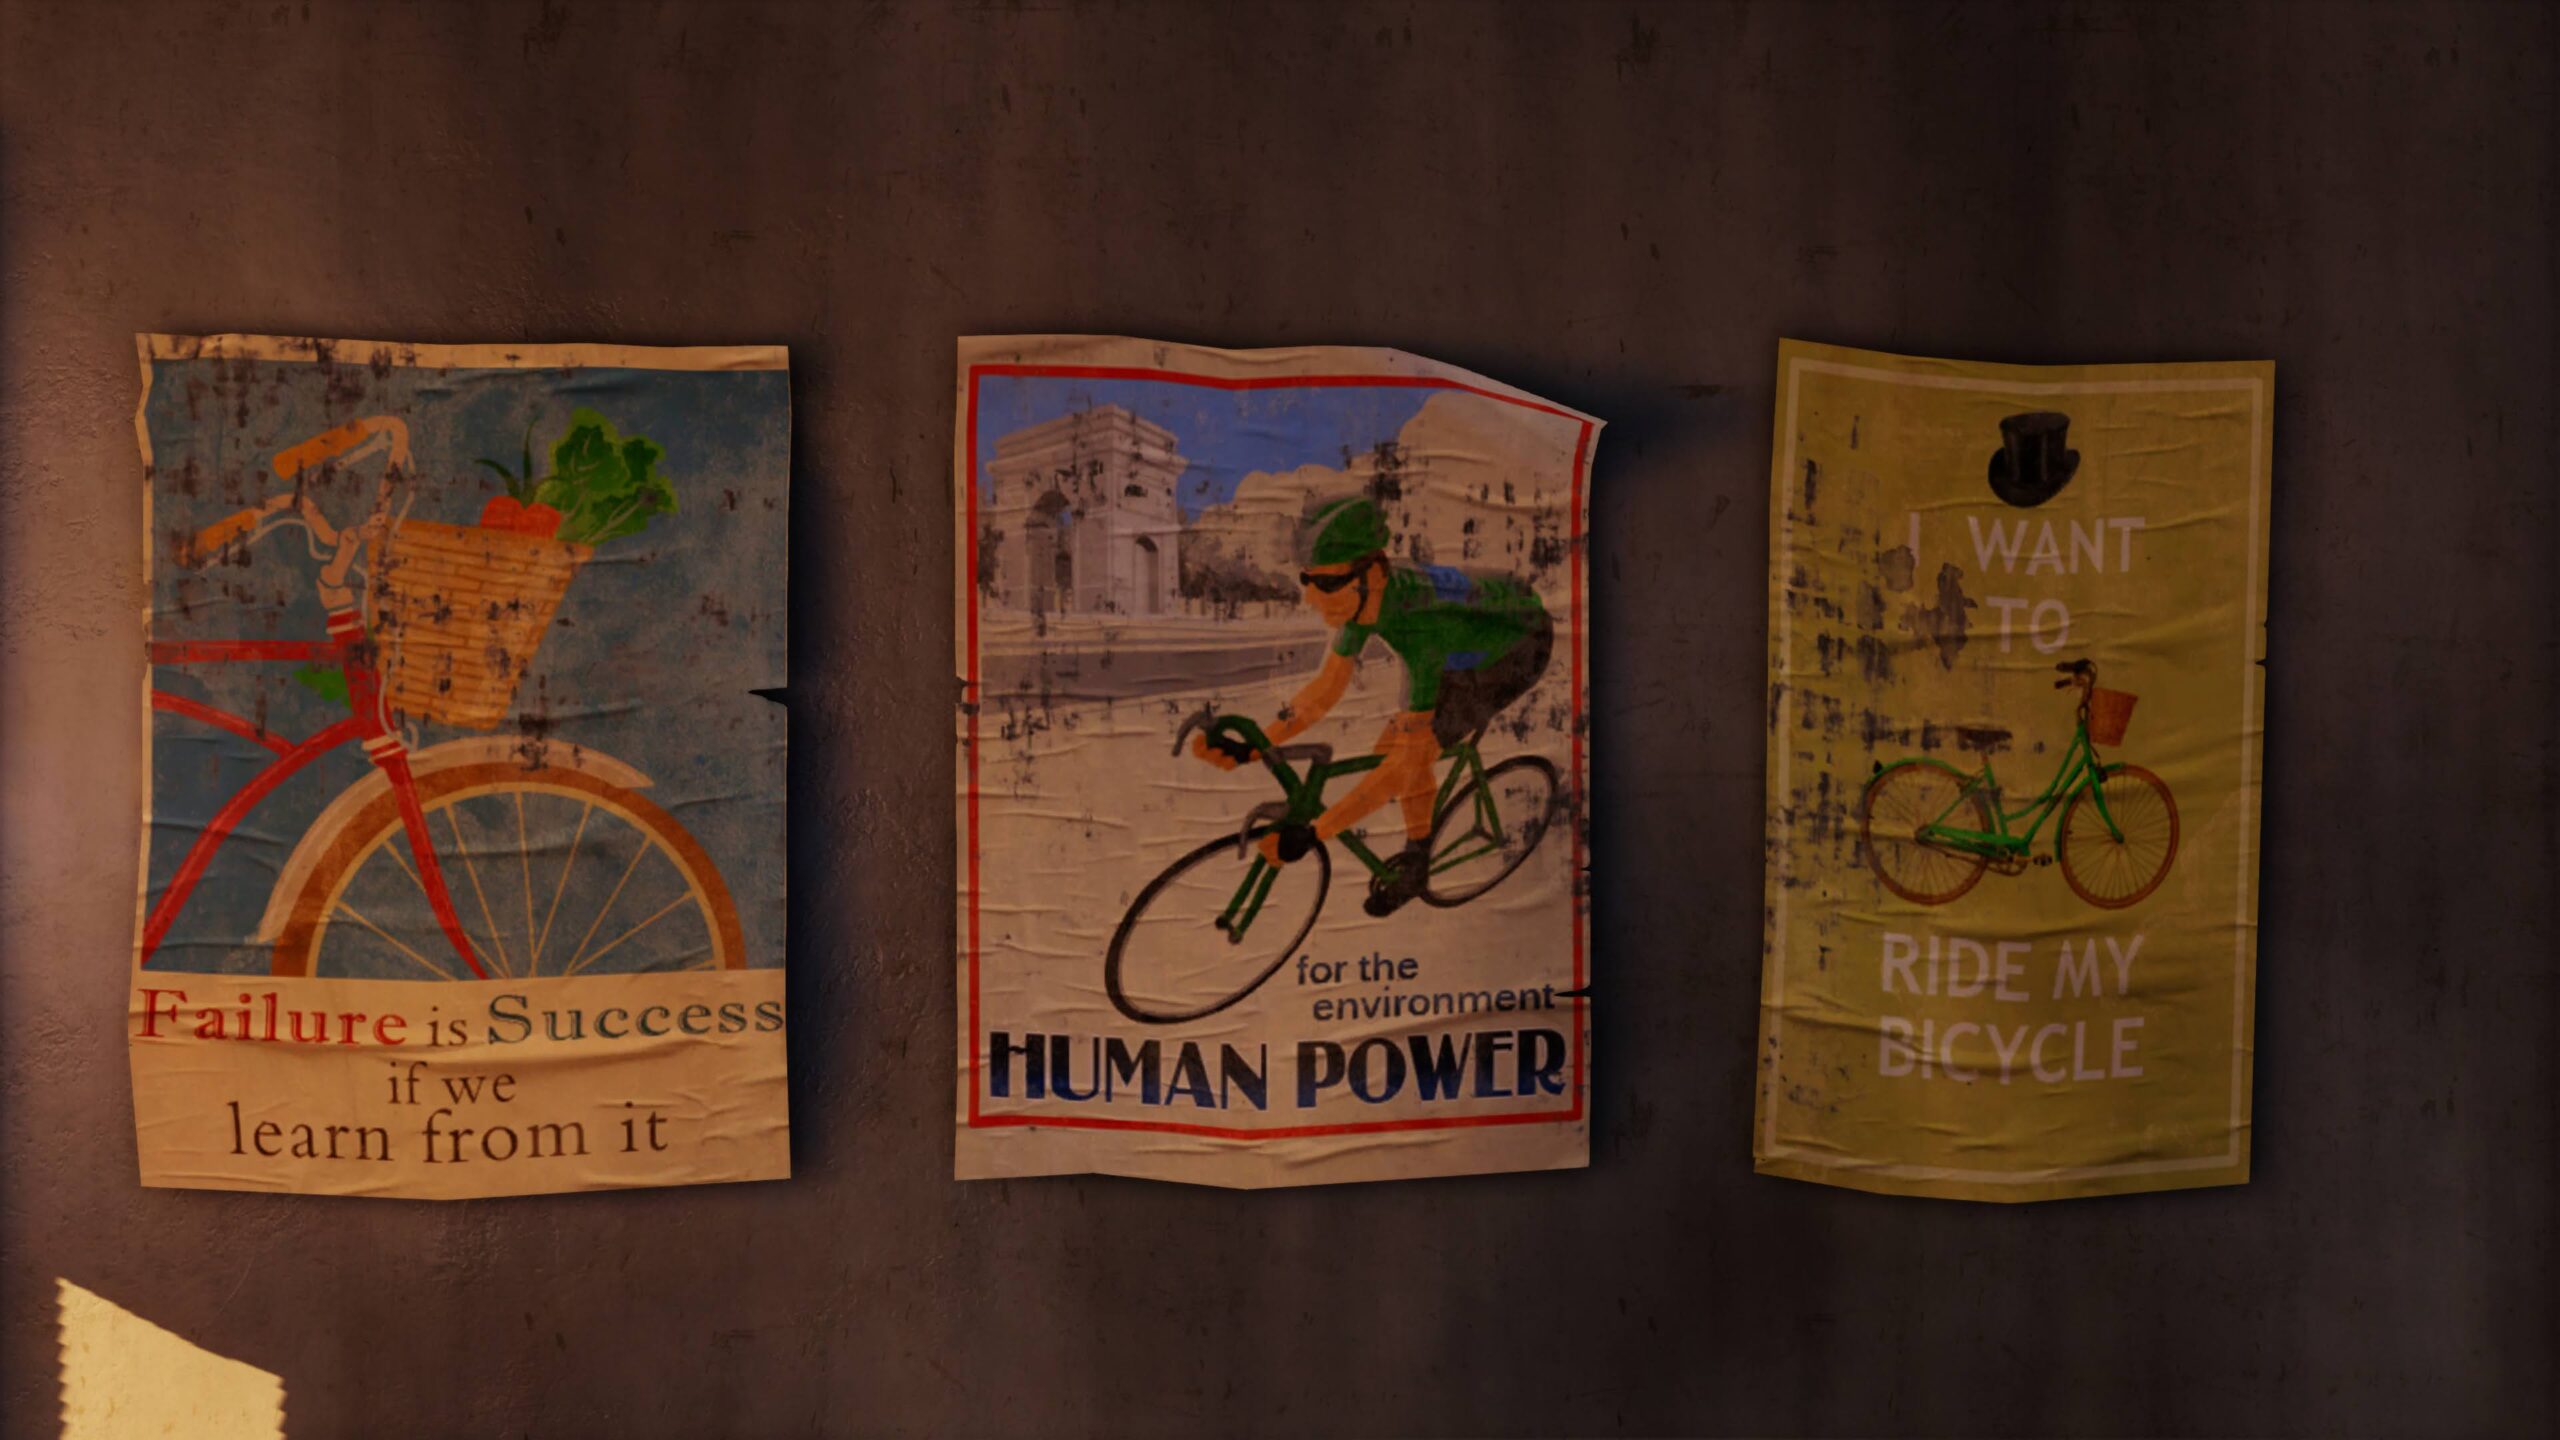 Failure is Success
if we
learn from it
for the
environment
HUMAN POWER
I WANT
TO
RIDE MY
BICYCLE